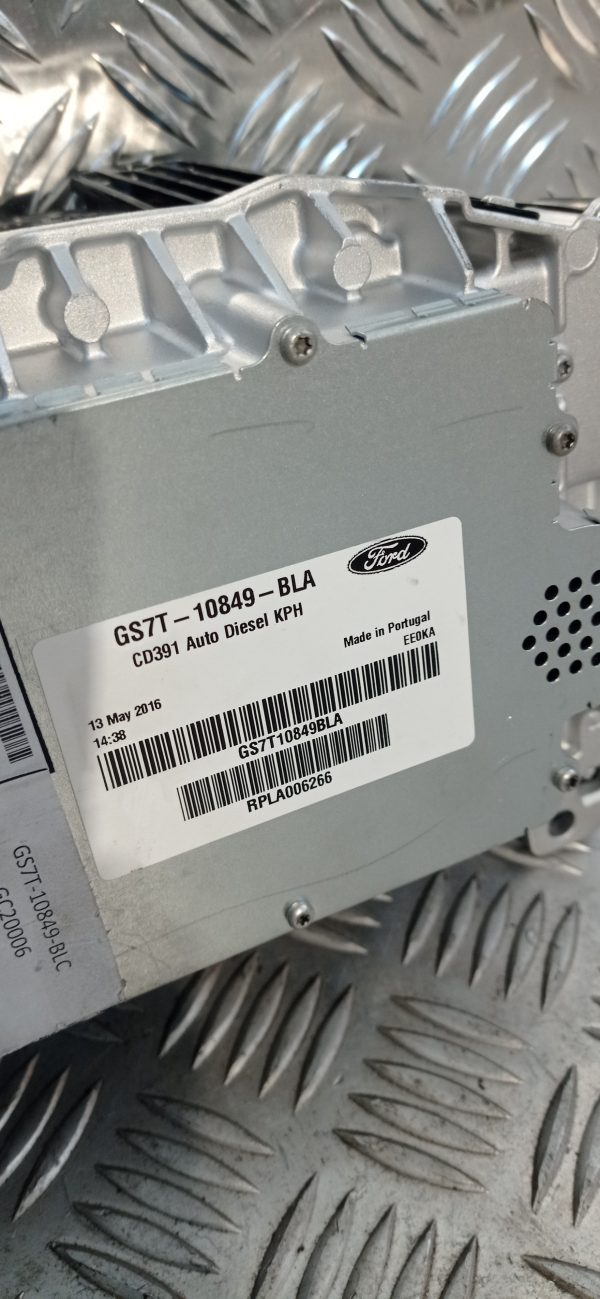 Ford
GS7T-10849-BLA
CD391 Auto Diesel KPH
Made in Portugal
EE0KA
13 May 2016
14:38
GS7T10849BLA
RPLA006266
GS7T-10849-BLC
GC20006